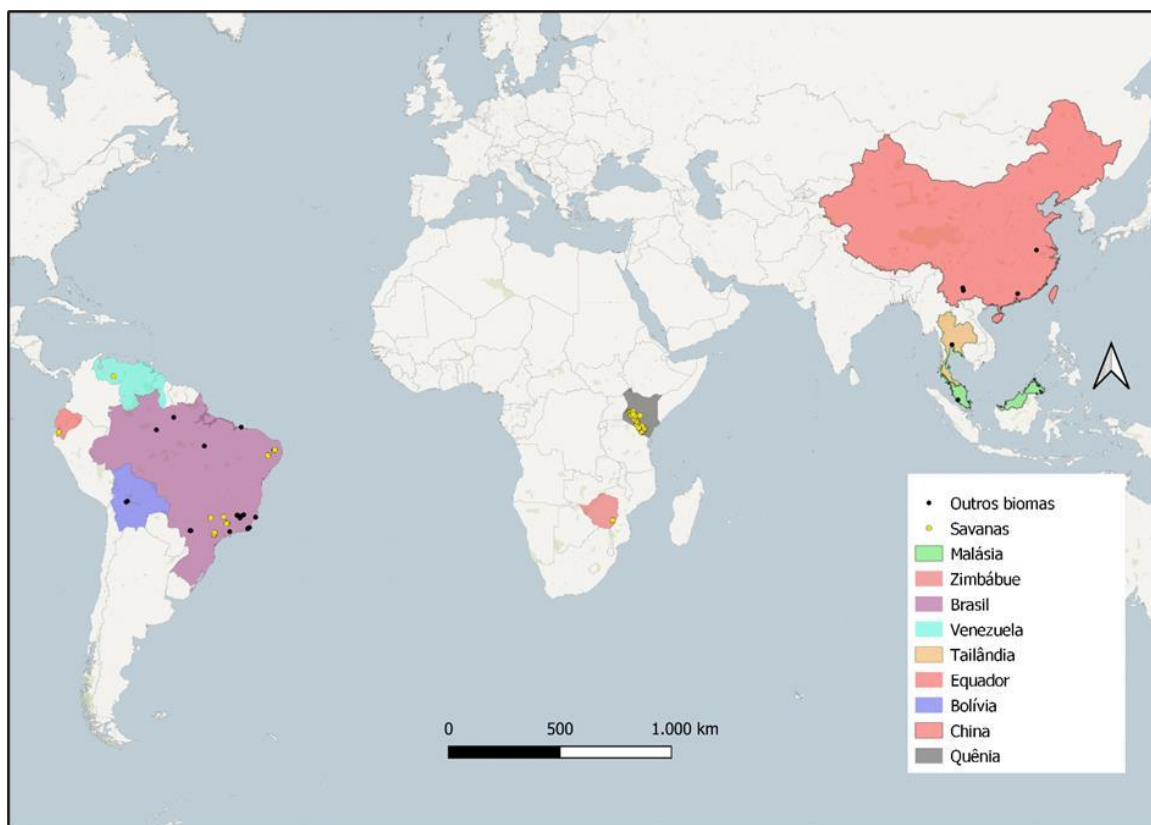 Outros biomas
Savanas
Malásia
Zimbábue
Brasil
Venezuela
Tailândia
Equador
Bolívia
China
Quênia
0 500 1.000 km